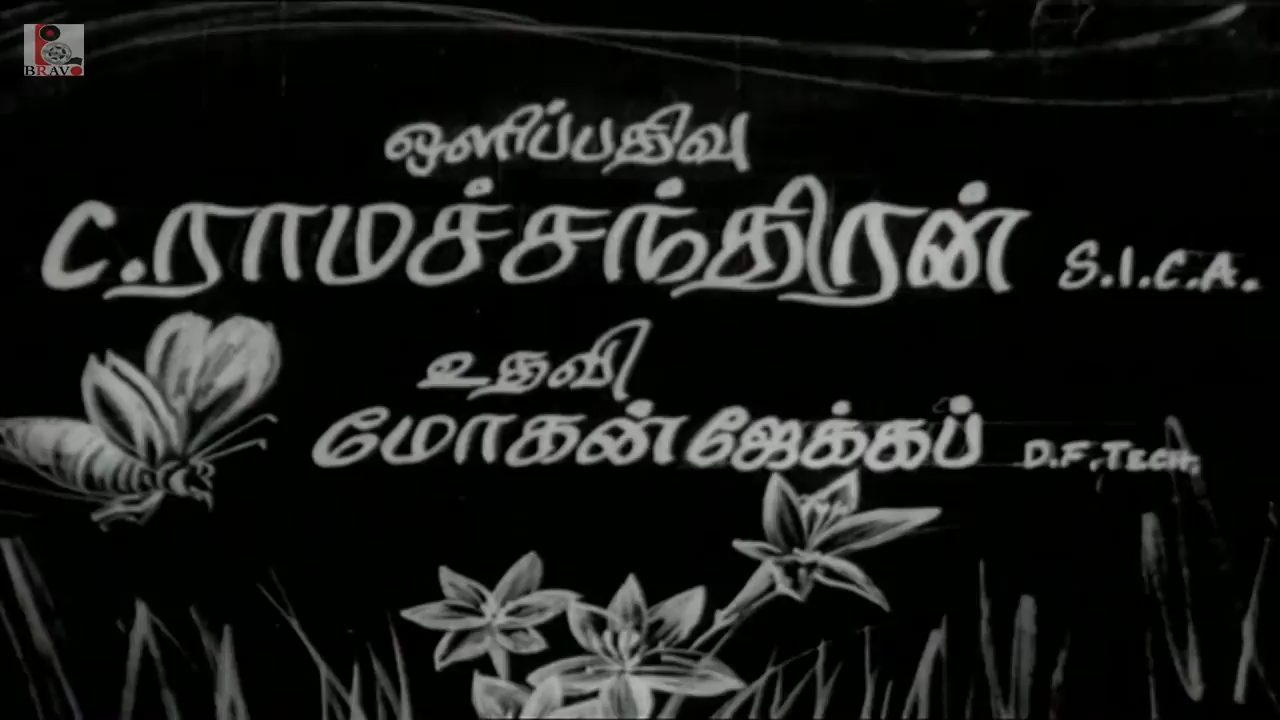 BRAVO
ஒளிப்பதிவு
C.ராமச்சந்திரன் S.I.C.A.
உதவி
மோகன்ஜேக்கப் D.F.TECH.